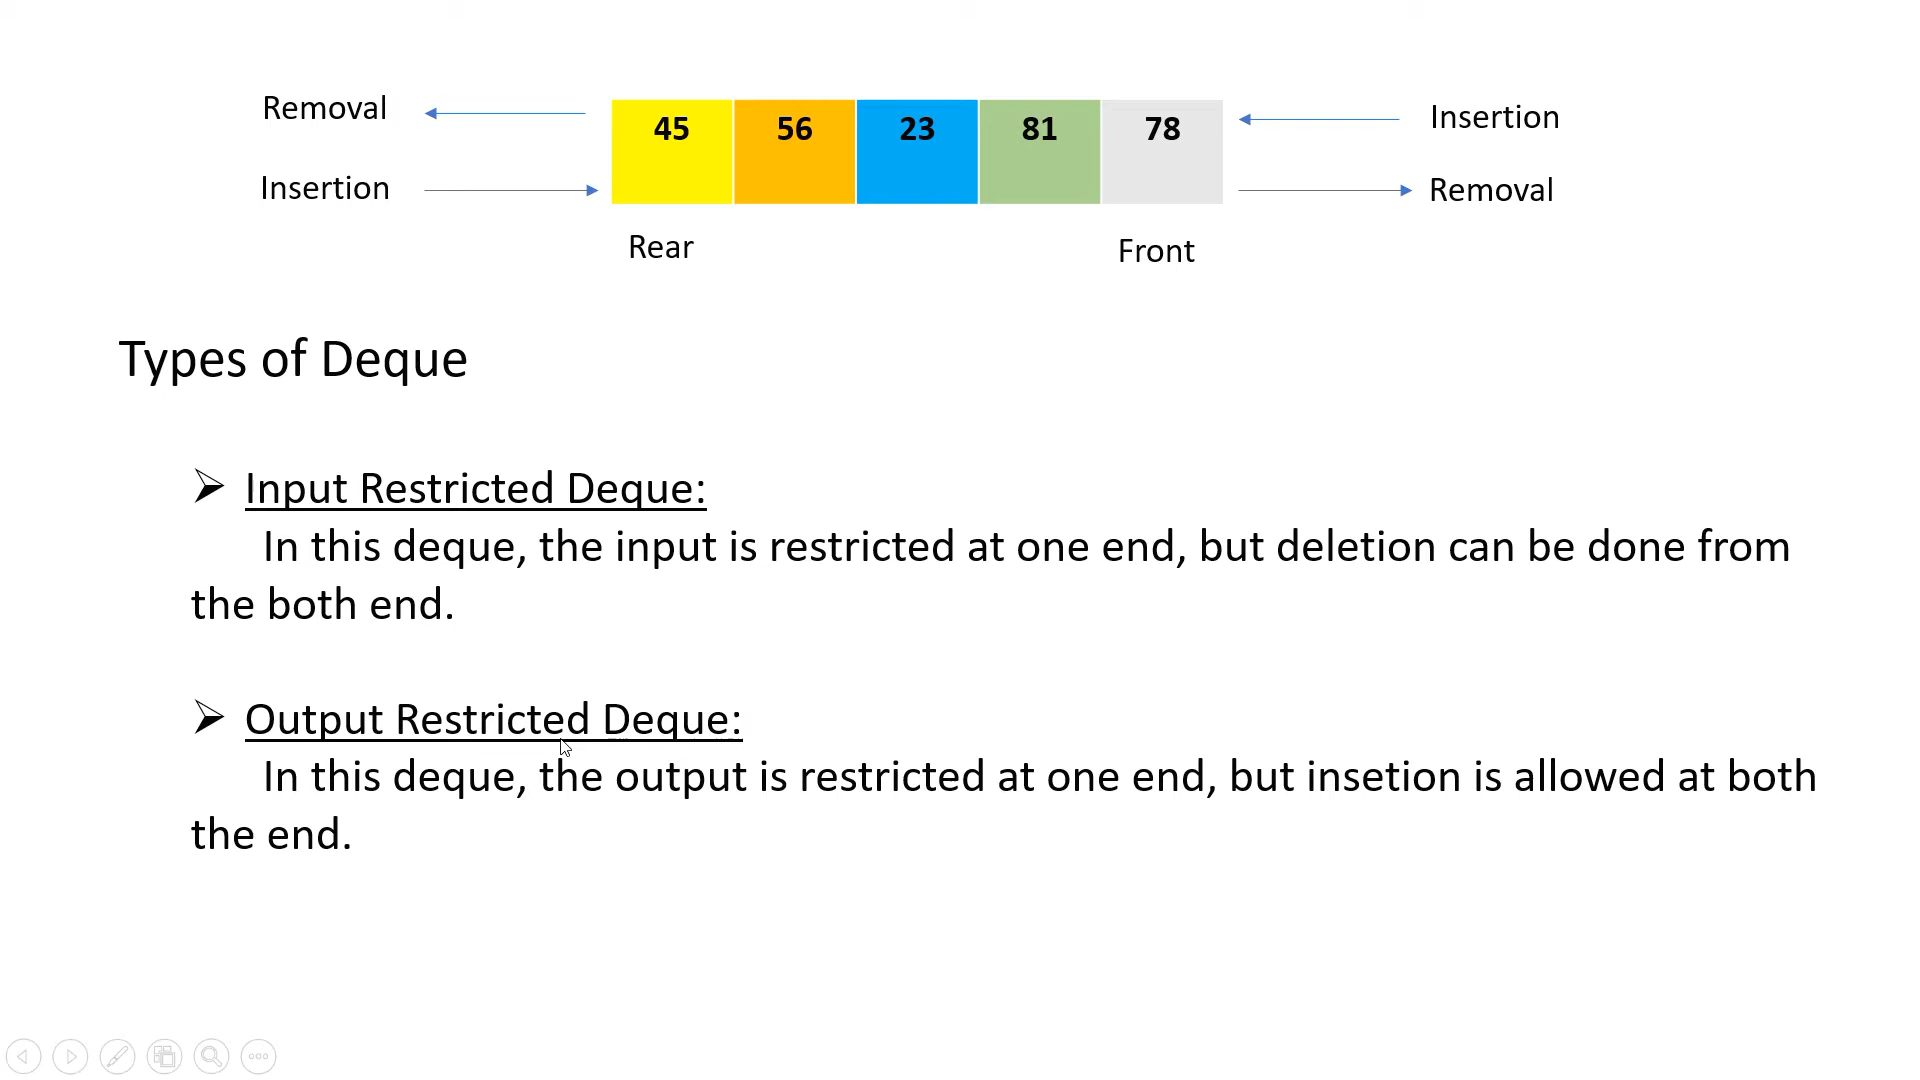 Removal
45 56 23 81 78
Insertion
Insertion
Removal
Rear
Front
Types of Deque
Input Restricted Deque:
In this deque, the input is restricted at one end, but deletion can be done from
the both end.
Output Restricted Deque:
In this deque, the output is restricted at one end, but insetion is allowed at both
the end.